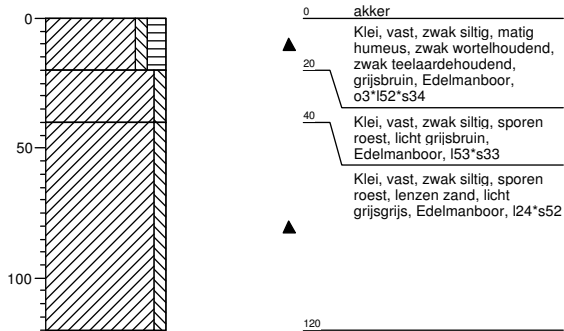 0
50
100
0 akker
Klei, vast, zwak siltig, matig
humeus, zwak wortelhoudend,
zwak teelaardehoudend,
grijsbruin, Edelmanboor,
o3*l52*s34
20
Klei, vast, zwak siltig, sporen
roest, licht grijsbruin,
Edelmanboor, l53*s33
40
Klei, vast, zwak siltig, sporen
roest, lenzen zand, licht
grijsgrijs, Edelmanboor, l24*s52
120